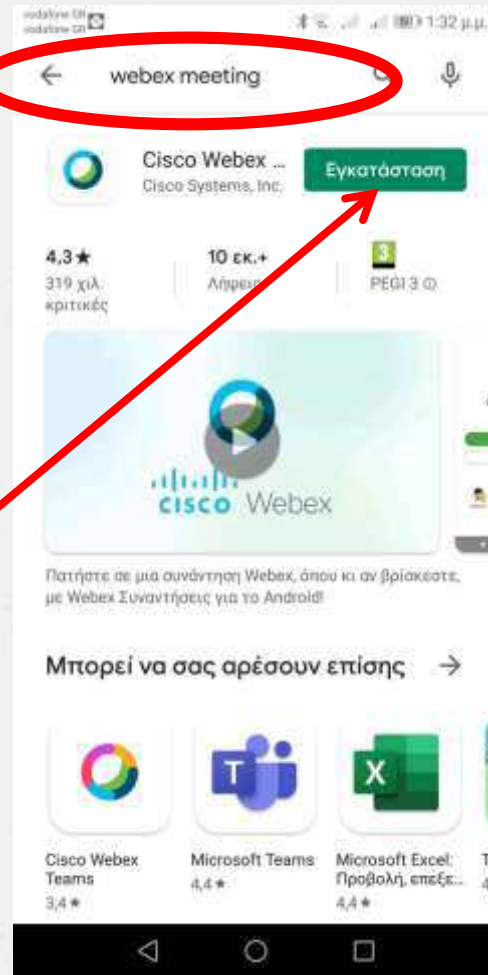 vodafone GR
vodafone GR
1:32 μ.μ.
webex meeting
Cisco Webex ...
Cisco Systems, Inc.
Εγκατάσταση
4,3★
319 χιλ.
κριτικές
10 εκ.+
Λήψεις
3
PEGI 3
cisco Webex
Πατήστε σε μια συνάντηση Webex, όπου κι αν βρίσκεστε,
με Webex Συναντήσεις για το Android!
Μπορεί να σας αρέσουν επίσης →
Cisco Webex
Teams
3,4★
T
Microsoft Teams
4,4★
X
Microsoft Excel:
Προβολή, επεξε...
4,4★